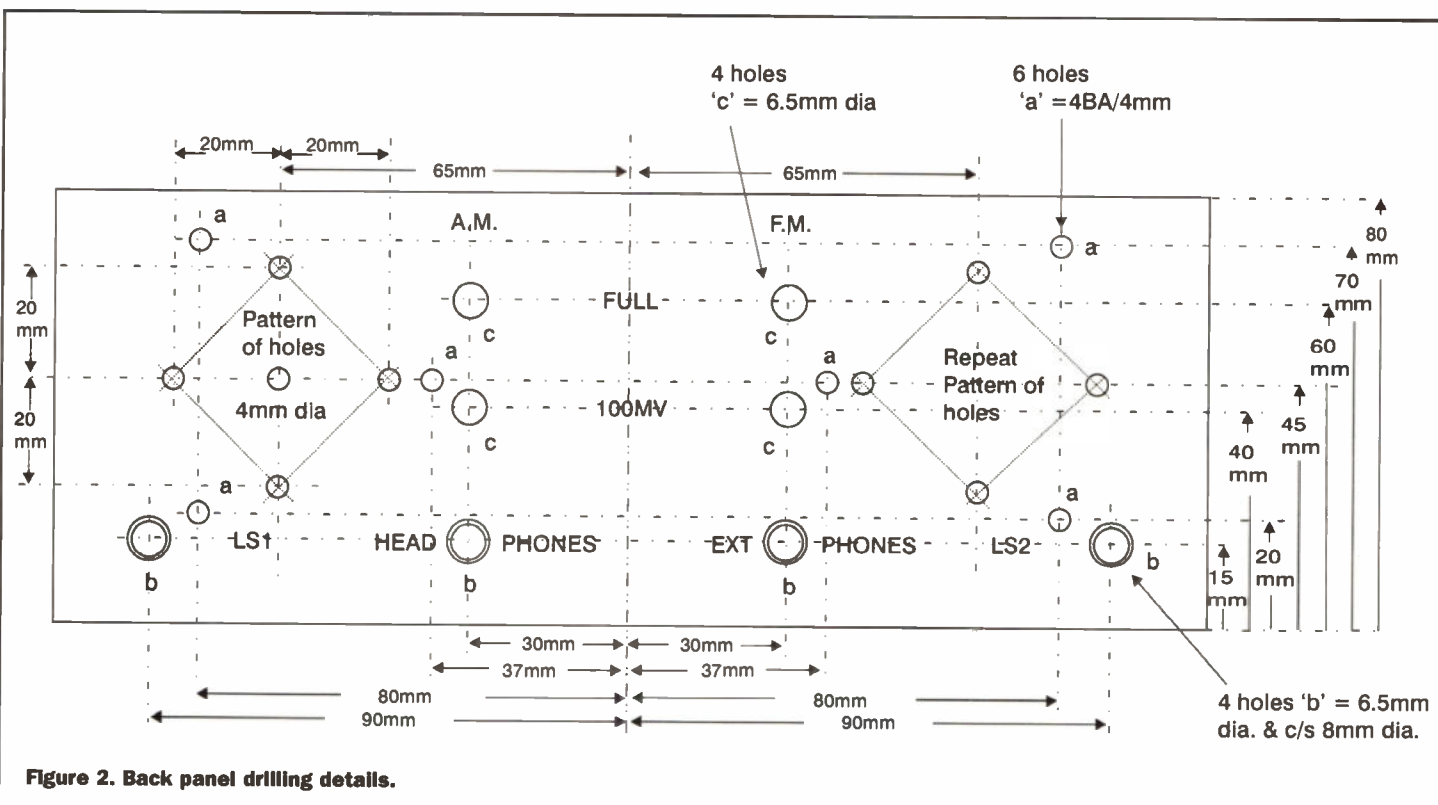 4 holes
‘c’ = 6.5mm dia
6 holes
‘a’ =4BA/4mm
20mm
20mm
65mm
65mm
a
A.M.
F.M.
a
80
mm
70
mm
20
mm
Pattern
of holes
FULL
c
c
60
mm
a
a
Repeat
Pattern of
holes
4mm dia
100MV
20
mm
c
c
45
mm
40
mm
a
a
LS1
HEAD
PHONES
EXT
PHONES
LS2
b
b
b
b
15
mm
20
mm
30mm
30mm
37mm
37mm
80mm
80mm
90mm
90mm
4 holes ‘b’ = 6.5mm
dia. & c/s 8mm dia.
Figure 2. Back panel drilling details.